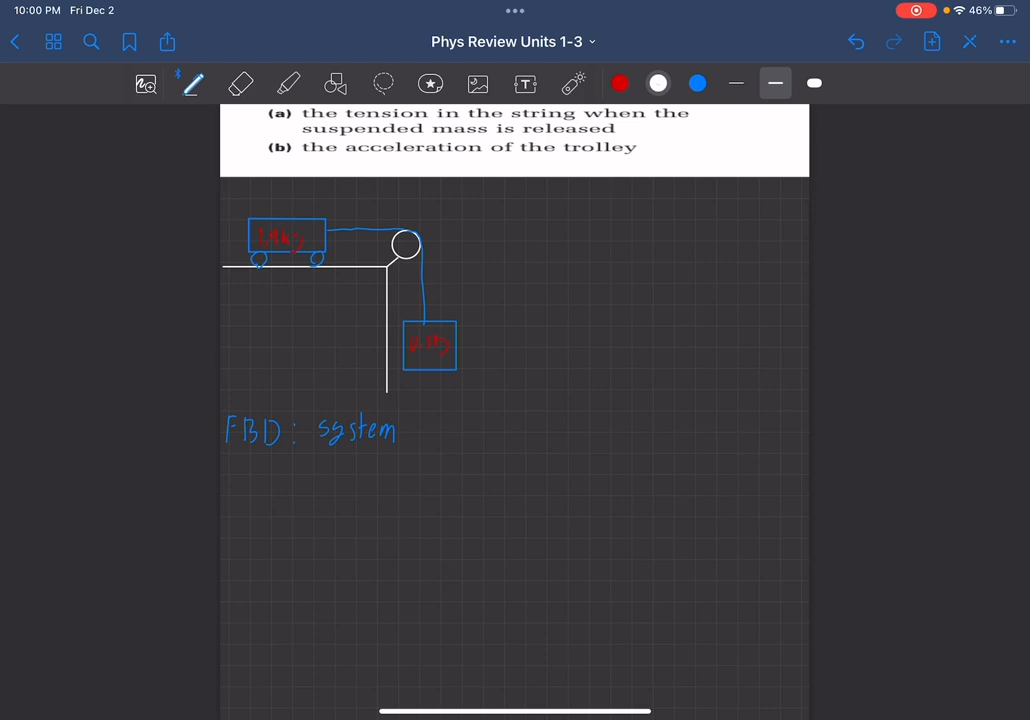 10:00 PM Fri Dec 2
46%
Phys Review Units 1-3
(a) the tension in the string when the
suspended mass is released
(b) the acceleration of the trolley
FBD: system